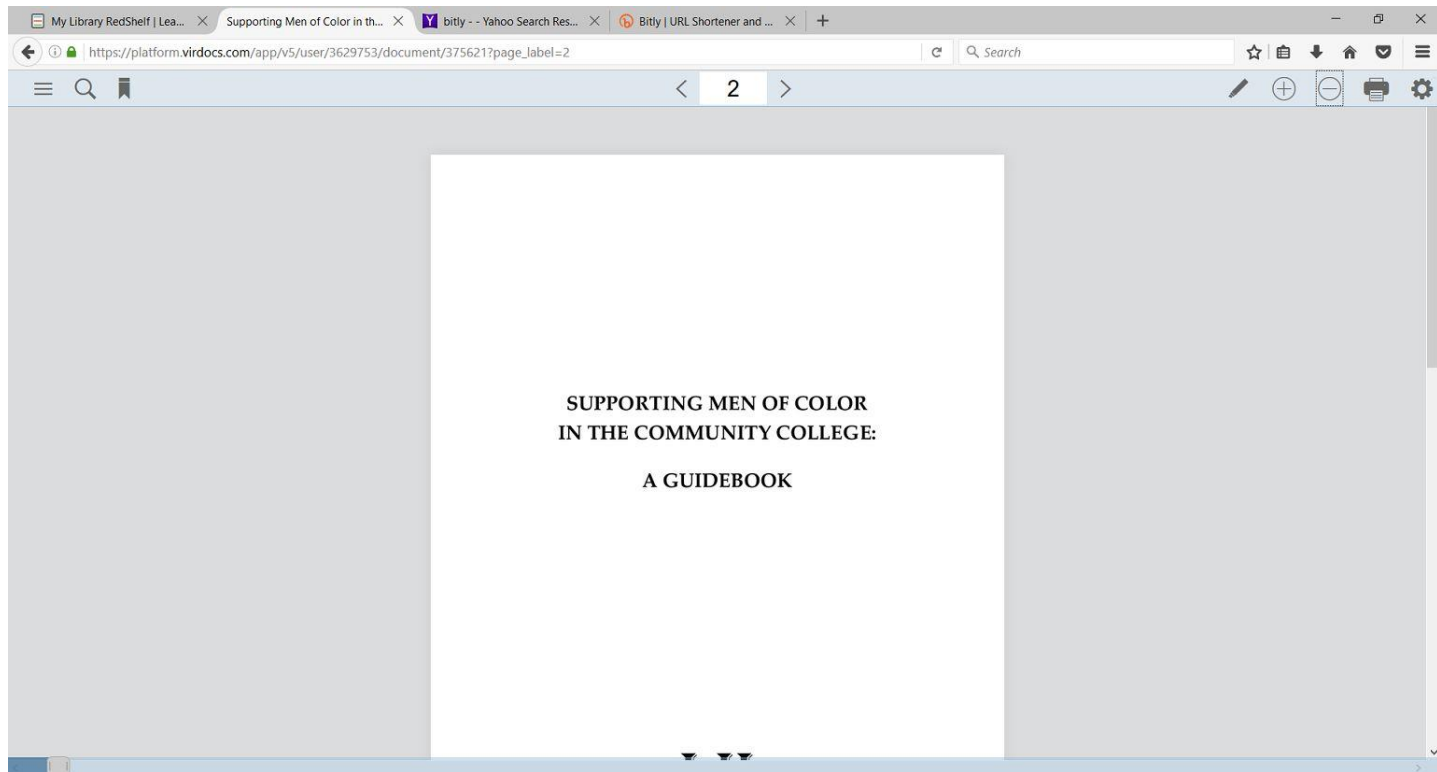 My Library RedShelf | Lea...
Supporting Men of Color in th...
bitly - - Yahoo Search Res...
Bitly | URL Shortener and ...
https://platform.virdocs.com/app/v5/user/3629753/document/375621?page_label=2
Search
2
SUPPORTING MEN OF COLOR
IN THE COMMUNITY COLLEGE:
A GUIDEBOOK